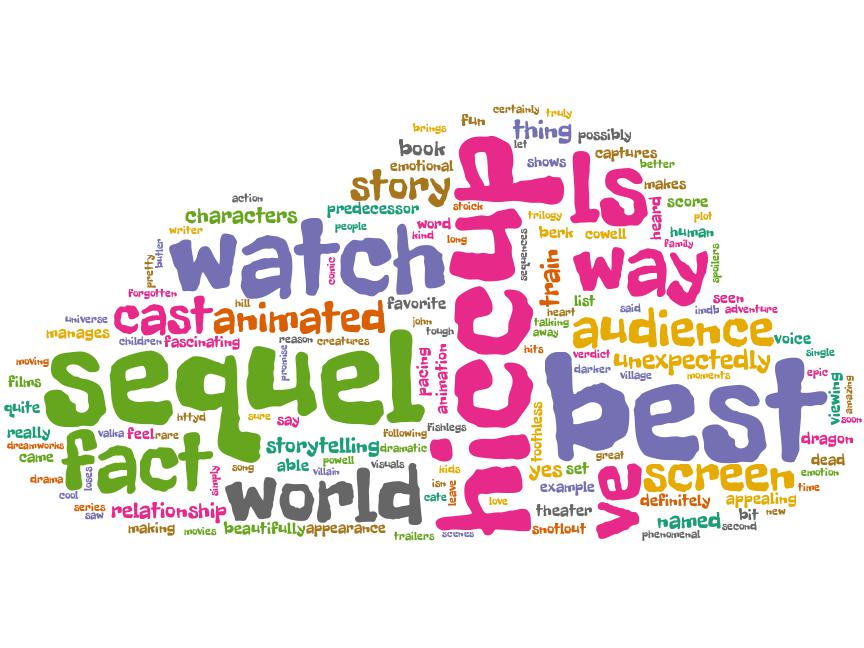 certainly
truly
brings
fun
thing
possibly
book
let
shows
captures
better
emotional
story
hiccup
is
makes
action
stoick
trilogy
score
characters
predecessor
heard
plot
writer
people
word
berk
cowell
human
kind
long
family
pretty
butler
watch
comic
sequences
train
way
spoilers
forgotten
hill
favorite
list
seen
universe
cast
animated
heart
said
imdb
adventure
manages
john
tough
talking
away
audience
voice
children
fascinating
reason
creatures
hits
verdict
unexpectedly
single
moving
promise
pacing
animation
darker
village
moments
epic
films
sequel
best
viewing
amazing
quite
httyd
sure
say
toothless
soon
really
valka
feel
rare
following
fishlegs
dreamworks
fact
storytelling
dramatic
great
dragon
came
song
able
powell
visuals
kids
yes
set
dead
loses
simply
villain
ve
screen
emotion
drama
world
isn
example
time
cool
cate
leave
love
definitely
appealing
series
relationship
theater
named
bit
new
saw
making
movies
beautifully
appearance
trailers
scenes
snotlout
phenomenal
second